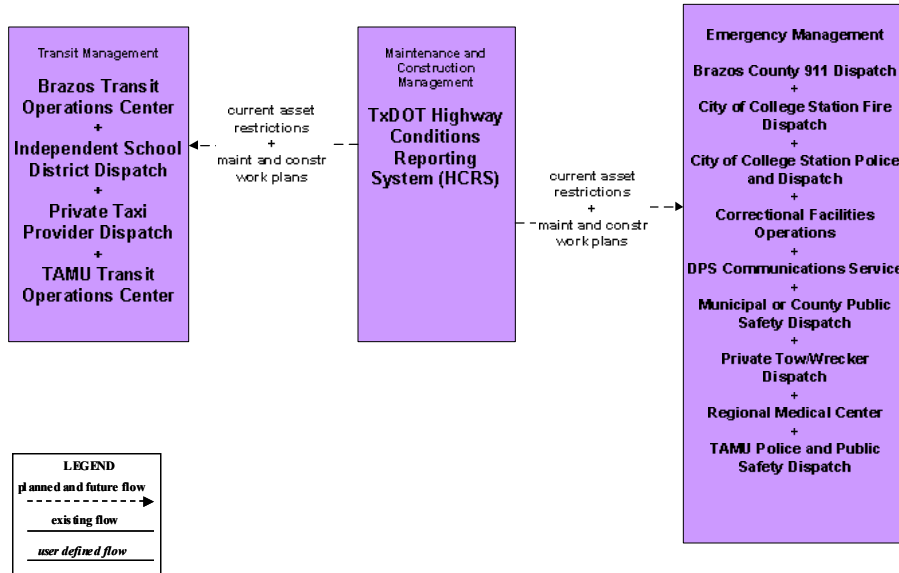 Transit Management
Brazos Transit
Operations Center
+
Independent School
District Dispatch
+
Private Taxi
Provider Dispatch
+
TAMU Transit
Operations Center
current asset
restrictions
+
maint and constr
work plans
Maintenance and
Construction
Management
TxDOT Highway
Conditions
Reporting
System (HCRS)
current asset
restrictions
+
maint and constr
work plans
Emergency Management
Brazos County 911 Dispatch
+
City of College Station Fire
Dispatch
+
City of College Station Police
and Dispatch
+
Correctional Facilities
Operations
+
DPS Communications Service
+
Municipal or County Public
Safety Dispatch
+
Private Tow/Wrecker
Dispatch
+
Regional Medical Center
+
TAMU Police and Public
Safety Dispatch
LEGEND
planned and future flow
existing flow
user defined flow